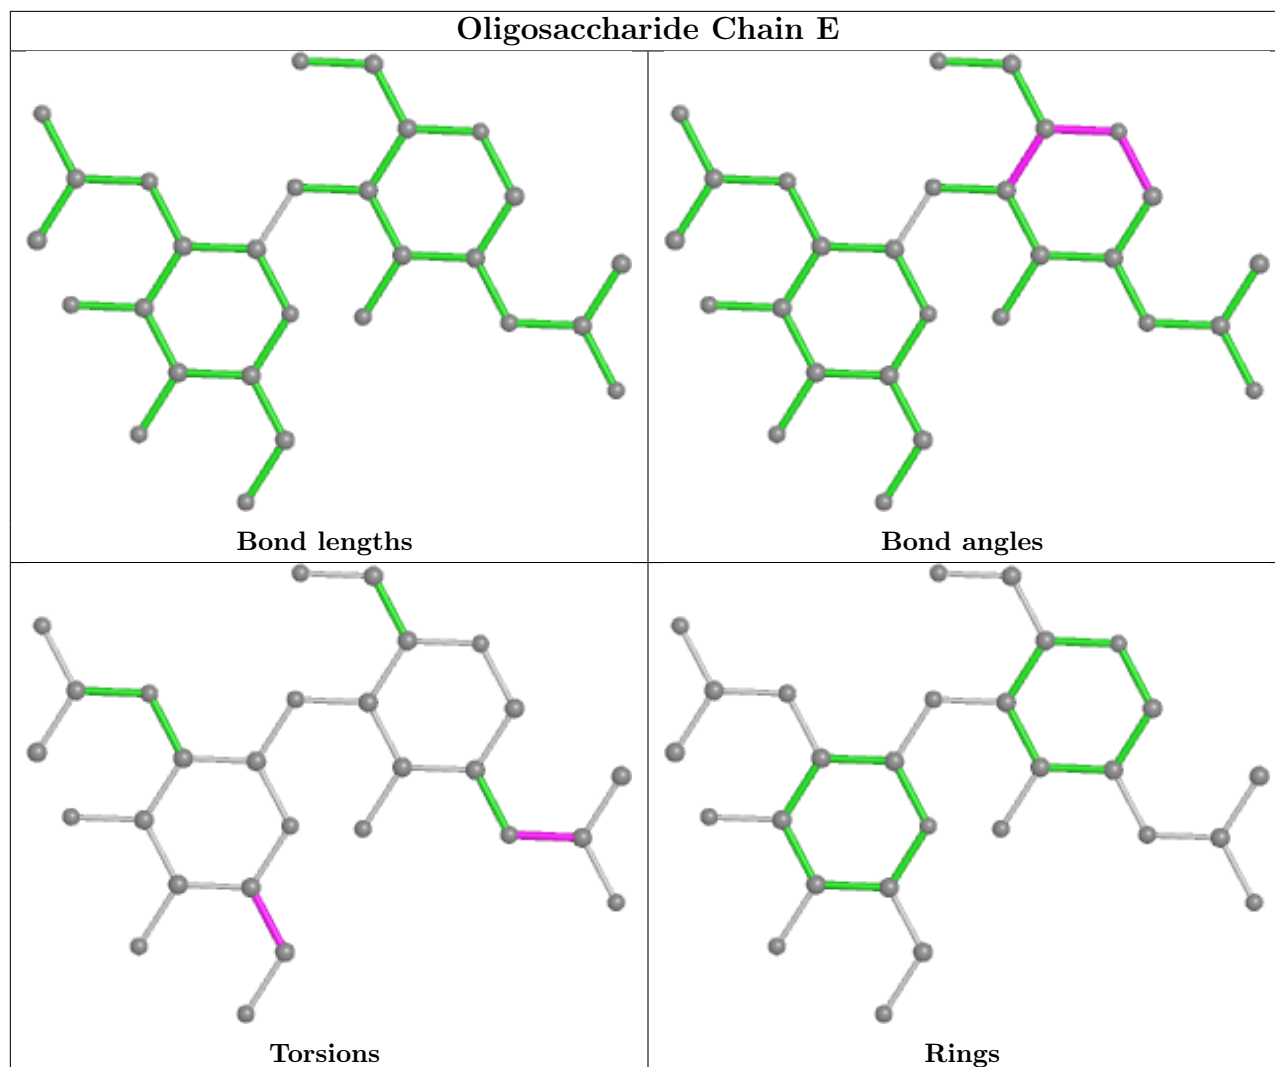 Oligosaccharide Chain E
Bond lengths
Bond angles
Torsions
Rings